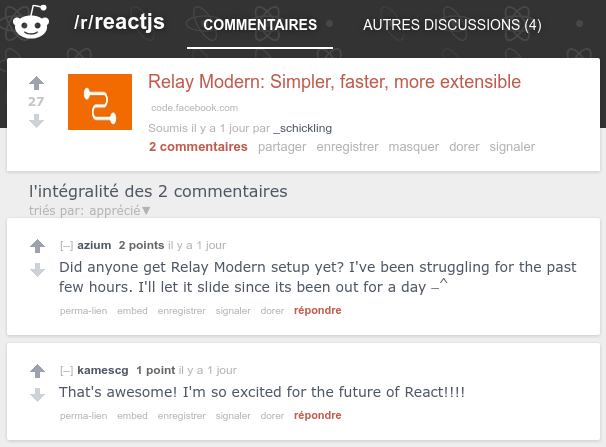 /r/reactjs COMMENTAIRES AUTRES DISCUSSIONS (4)
Relay Modern: Simpler, faster, more extensible
27
code.facebook.com
Soumis il y a 1 jour par _schickling
2 commentaires partager enregistrer masquer dorer signaler
l'intégralité des 2 commentaires
triés par: apprécié▼
[–] azium 2 points il y a 1 jour
Did anyone get Relay Modern setup yet? I've been struggling for the past
few hours. I'll let it slide since its been out for a day –^
perma-lien embed enregistrer signaler dorer répondre
[–] kamescg 1 point il y a 1 jour
That's awesome! I'm so excited for the future of React!!!!
perma-lien embed enregistrer signaler dorer répondre